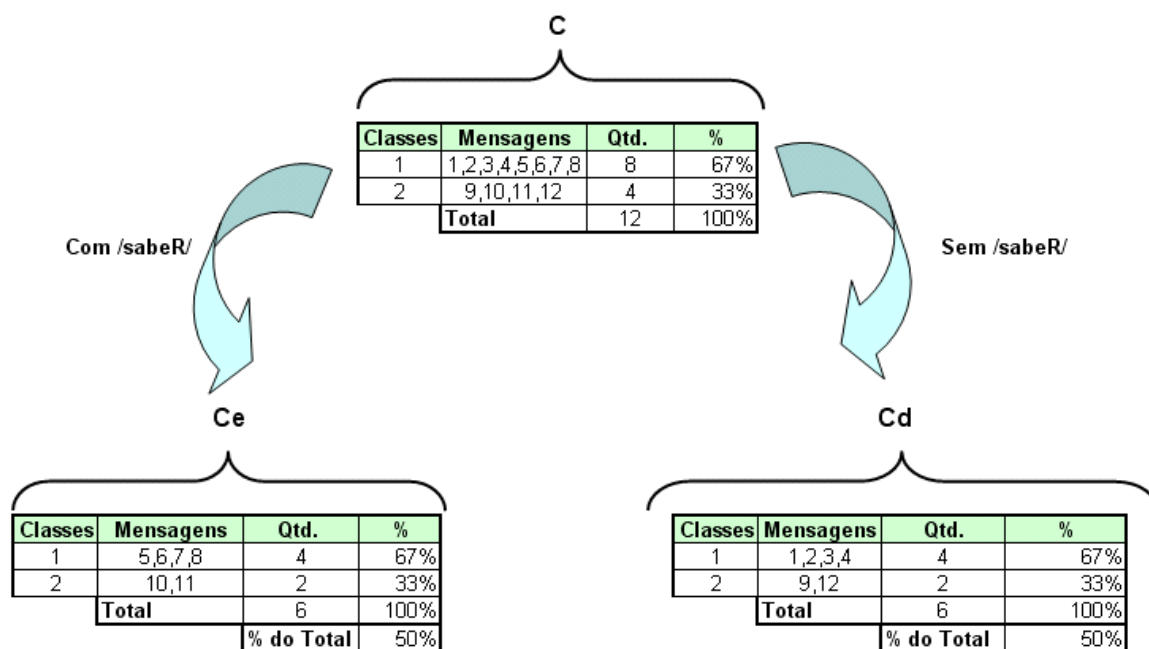 C
Classes Mensagens Qtd. %
1 1,2,3,4,5,6,7,8 8 67%
2 9,10,11,12 4 33%
Total 12 100%
Com /sabeR/
Sem /sabeR/
Ce
Classes Mensagens Qtd. %
1 5,6,7,8 4 67%
2 10,11 2 33%
Total 6 100%
% do Total 50%
Cd
Classes Mensagens Qtd. %
1 1,2,3,4 4 67%
2 9,12 2 33%
Total 6 100%
% do Total 50%